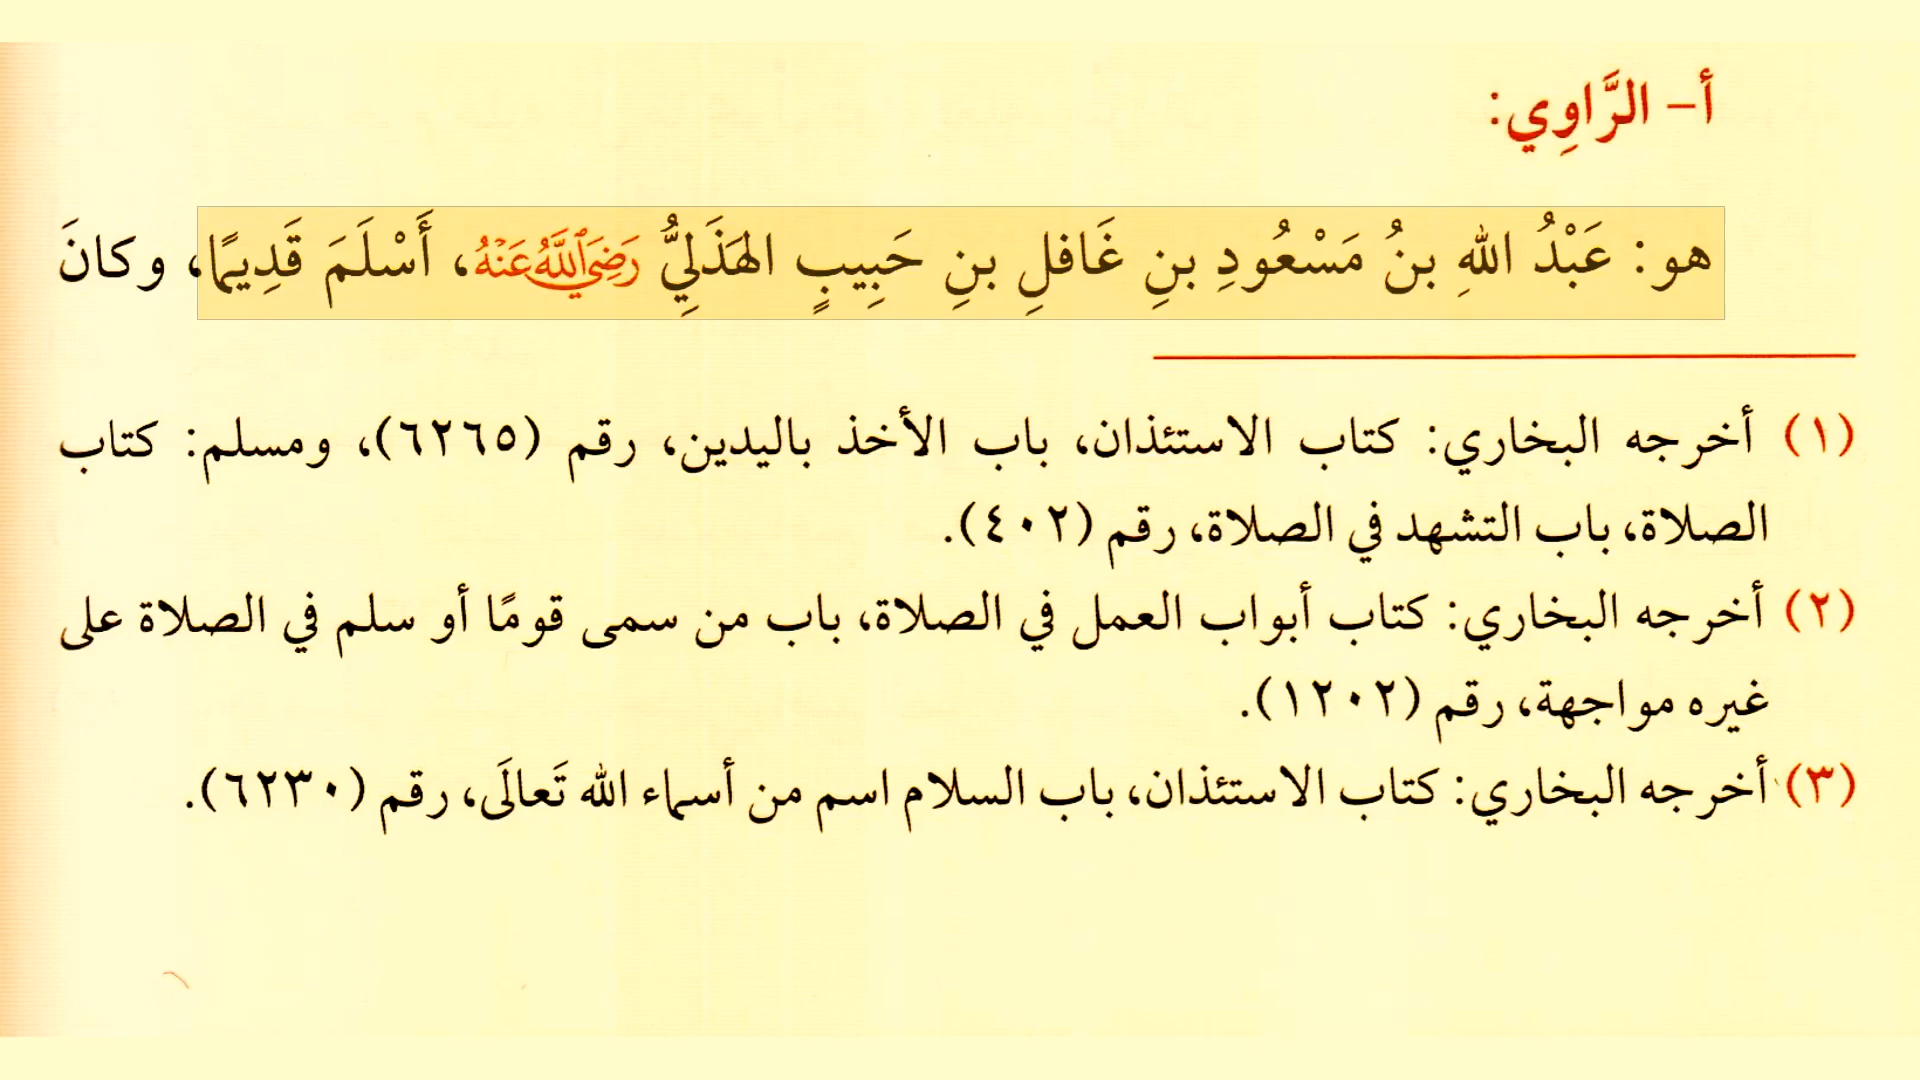 أ- الرَّاوِي:
هو: عَبْدُ اللهِ بنُ مَسْعُودِ بنِ غَافلِ بنِ حَبِيبٍ الهَذَلِيُّ رَضِيَ اللَّهُ عَنْهُ، أَسْلَمَ قَدِيمًا، وكانَ
(١) أخرجه البخاري: كتاب الاستئذان، باب الأخذ باليدين، رقم (٦٢٦٥)، ومسلم: كتاب
الصلاة، باب التشهد في الصلاة، رقم (٤٠٢).
(٢) أخرجه البخاري: كتاب أبواب العمل في الصلاة، باب من سمى قومًا أو سلم في الصلاة على
غيره مواجهة، رقم (١٢٠٢).
(٣) أخرجه البخاري: كتاب الاستئذان، باب السلام اسم من أسماء الله تَعالَى، رقم (٦٢٣٠).